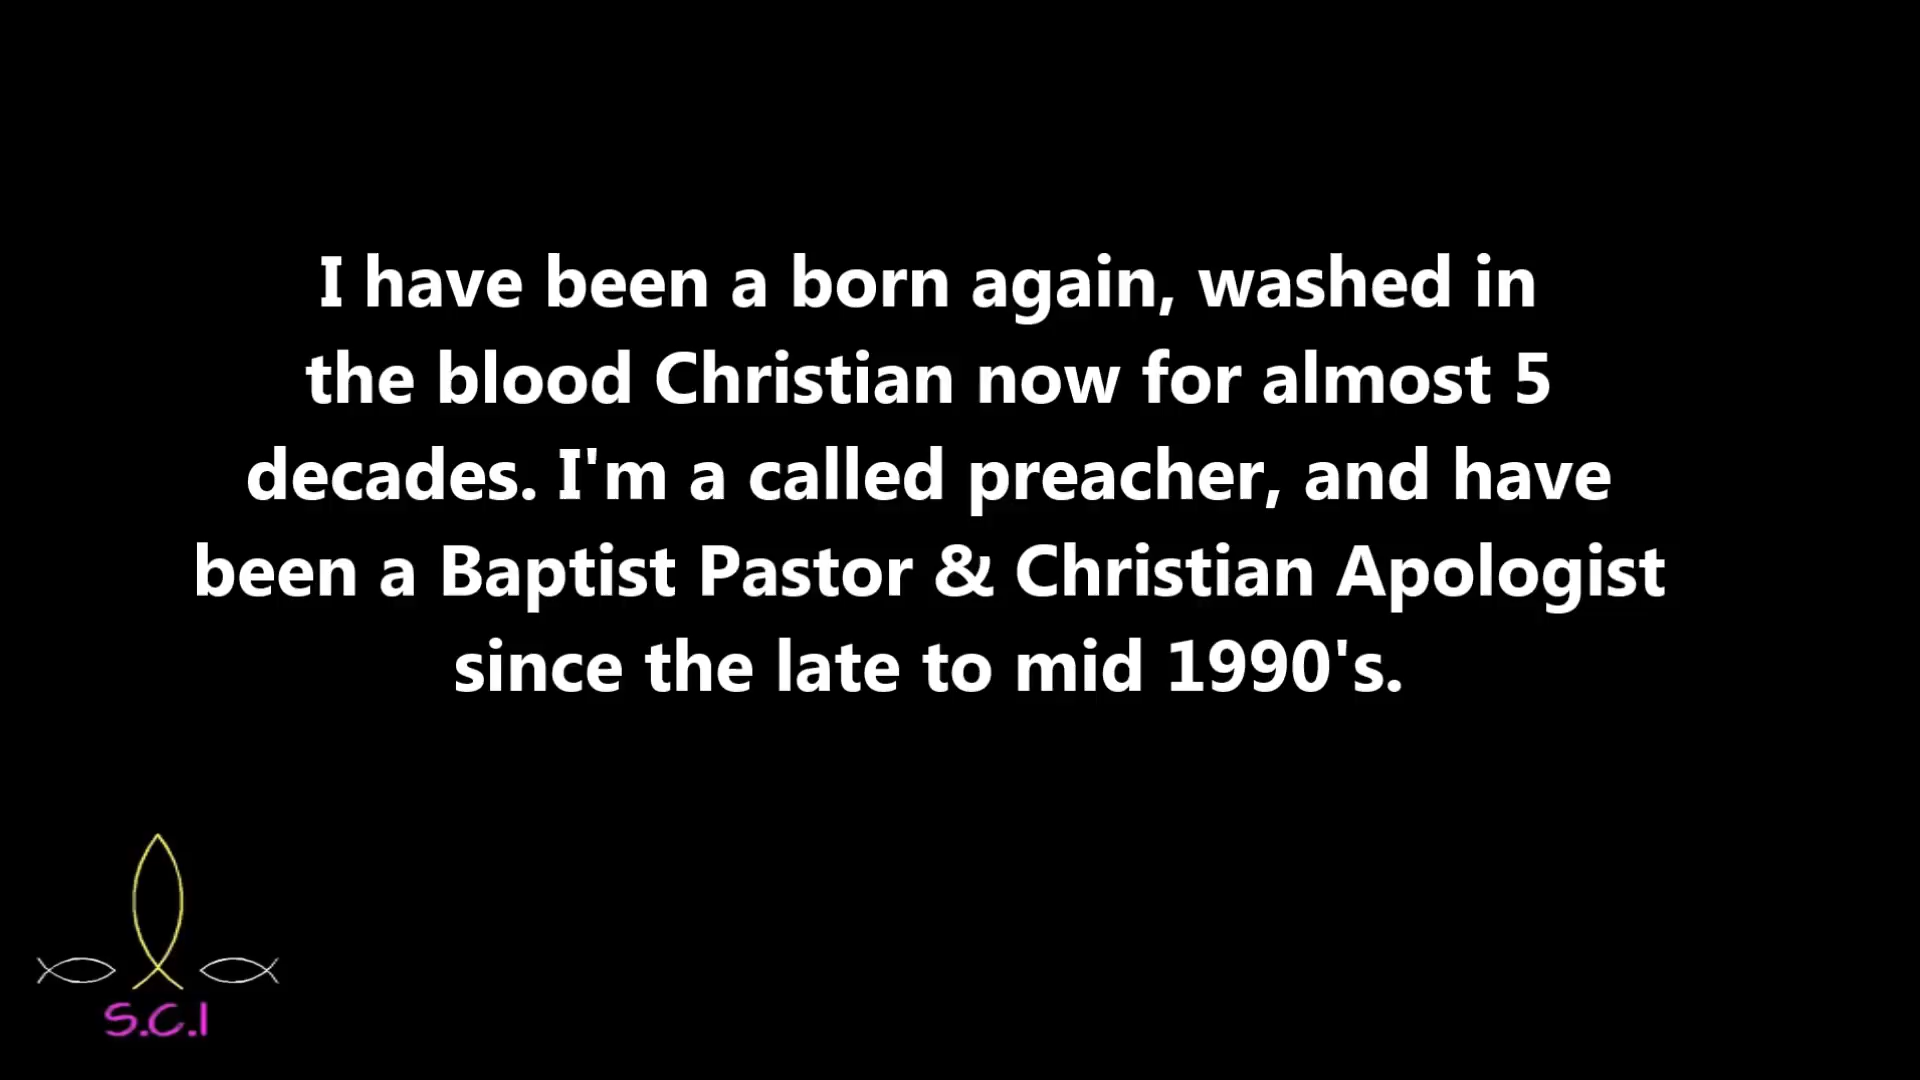 I have been a born again, washed in
the blood Christian now for almost 5
decades. I'm a called preacher, and have
been a Baptist Pastor & Christian Apologist
since the late to mid 1990's.
S.C.I